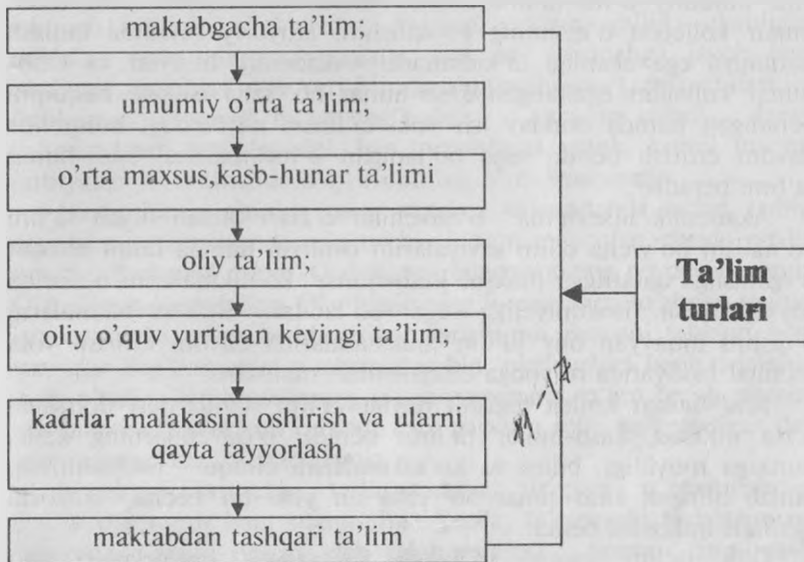 maktabgacha ta’lim;
umumiy o’rta ta’lim;
o’rta maxsus,kasb-hunar ta’limi
oliy ta’lim;
oliy o’quv yurtidan keyingi ta’lim;
kadrlar malakasini oshirish va ularni
qayta tayyorlash,
maktabdan tashqari ta’lim
Ta’lim
turlari